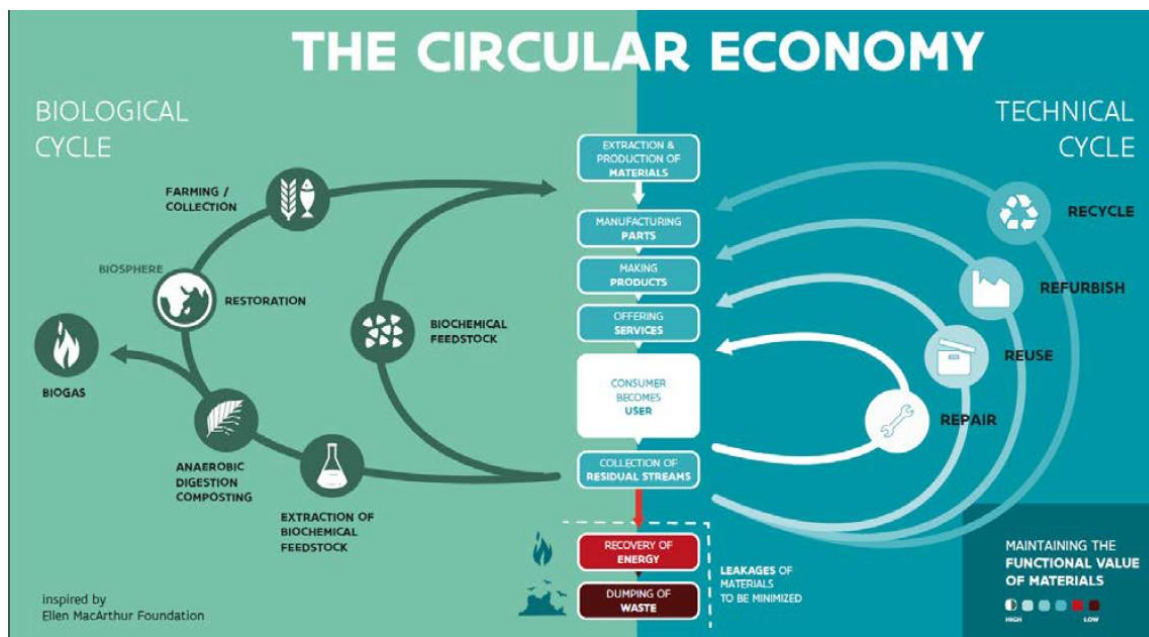 THE CIRCULAR ECONOMY
BIOLOGICAL
CYCLE
TECHNICAL
CYCLE
EXTRACTION &
PRODUCTION OF
MATERIALS
MANUFACTURING
PARTS
MAKING
PRODUCTS
OFFERING
SERVICES
CONSUMER
BECOMES
USER
COLLECTION OF
RESIDUAL STREAMS
RECOVERY OF
ENERGY
DUMPING OF
WASTE
LEAKAGES OF
MATERIALS
TO BE MINIMIZED
FARMING /
COLLECTION
BIOSPHERE
RESTORATION
BIOCHEMICAL
FEEDSTOCK
BIOGAS
ANAEROBIC
DIGESTION
COMPOSTING
EXTRACTION OF
BIOCHEMICAL
FEEDSTOCK
RECYCLE
REFURBISH
REUSE
REPAIR
MAINTAINING THE
FUNCTIONAL VALUE
OF MATERIALS
HIGH LOW
inspired by
Ellen MacArthur Foundation